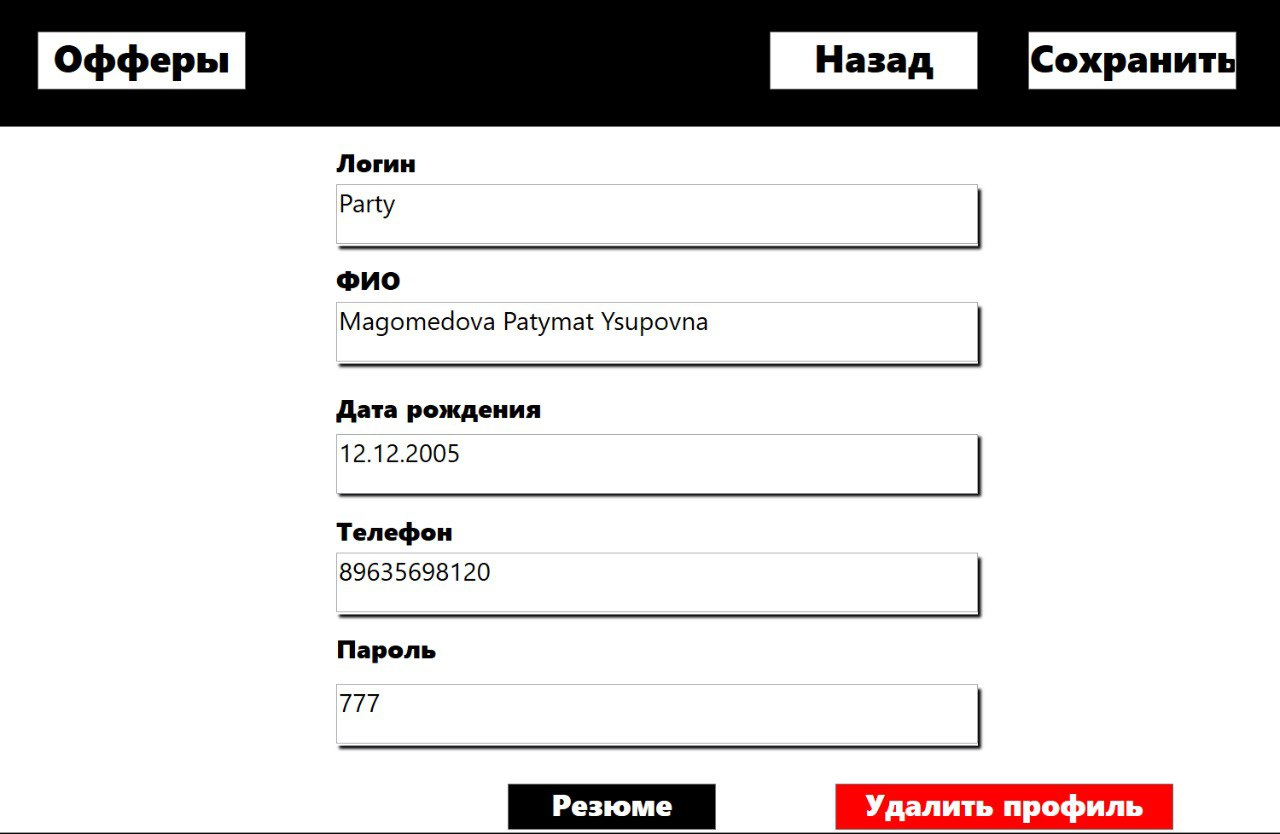 Офферы
Назад
Сохранить
Логин
Party
ФИО
Magomedova Patymat Ysupovna
Дата рождения
12.12.2005
Телефон
89635698120
Пароль
777
Резюме
Удалить профиль